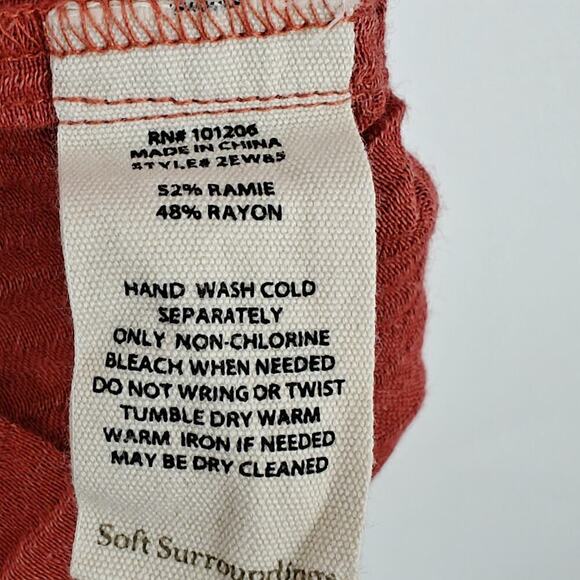 RN# 101206
MADE IN CHINA
STYLE# 2EW85
52% RAMIE
48% RAYON
HAND WASH COLD
SEPARATELY
ONLY NON-CHLORINE
BLEACH WHEN NEEDED
DO NOT WRING OR TWIST
TUMBLE DRY WARM
WARM IRON IF NEEDED
MAY BE DRY CLEANED
Soft Surroundings